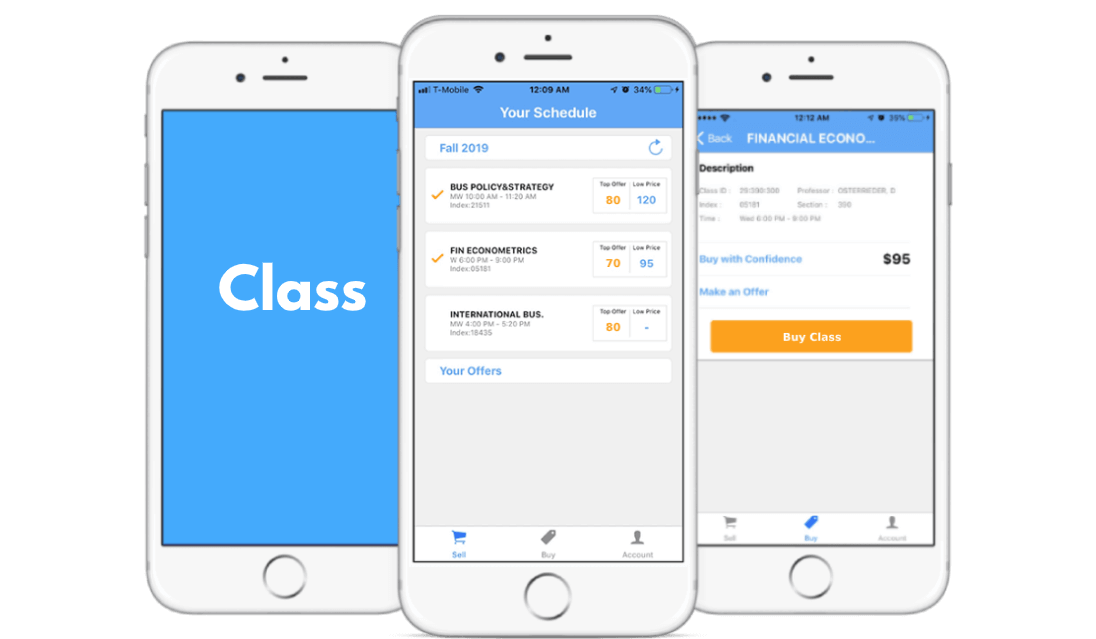 Class
T-Mobile 12:09 AM 34%
Your Schedule
Fall 2019
BUS POLICY&STRATEGY
MW 10:00 AM - 11:20 AM
Index:21511
Top Offer Low Price
80 120
FIN ECONOMETRICS
W 6:00 PM - 9:00 PM
Index:05181
Top Offer Low Price
70 95
INTERNATIONAL BUS.
MW 4:00 PM - 5:20 PM
Index:18435
Top Offer Low Price
80 -
Your Offers
Sell Buy Account
12:12 AM 39%
Back FINANCIAL ECONO...
Description
Class ID : 29:390:300 Professor : OSTERRIEDER, D
Index : 05181 Section : 350
Time : Wed 6:00 PM - 9:00 PM
Buy with Confidence $95
Make an Offer
Buy Class
Sell Buy Account